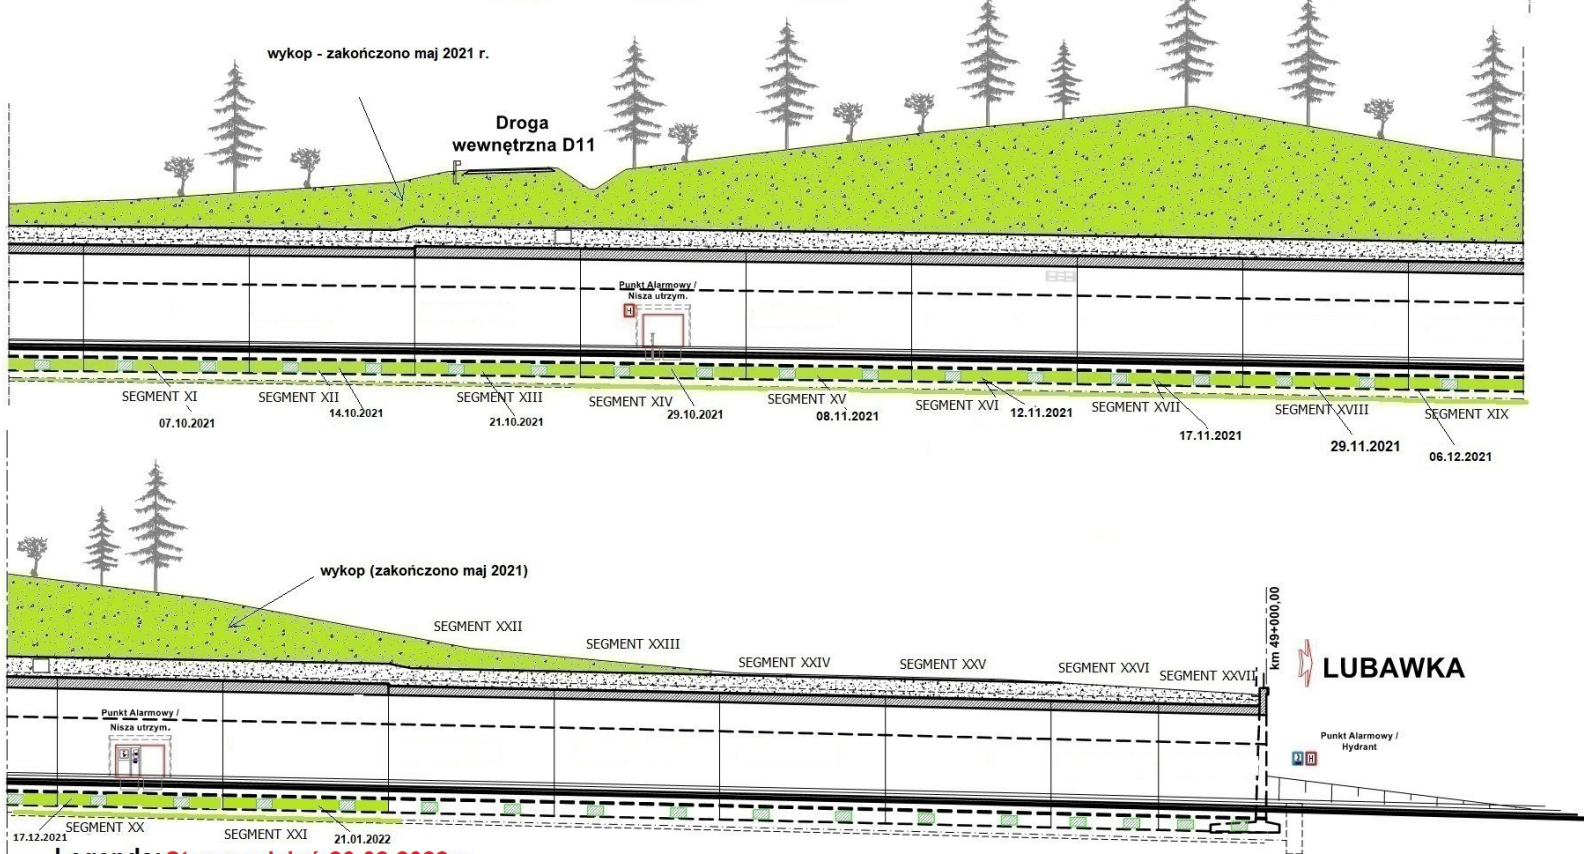 wykop - zakończono maj 2021 r.
Droga
wewnętrzna D11
Punkt Alarmowy /
Nisza utrzym.
H
SEGMENT XI
SEGMENT XII
SEGMENT XIII
SEGMENT XIV
SEGMENT XV
SEGMENT XVI
SEGMENT XVII
SEGMENT XVIII
SEGMENT XIX
07.10.2021
14.10.2021
21.10.2021
29.10.2021
08.11.2021
12.11.2021
17.11.2021
29.11.2021
06.12.2021
wykop (zakończono maj 2021)
SEGMENT XXII
SEGMENT XXIII
SEGMENT XXIV
SEGMENT XXV
SEGMENT XXVI
SEGMENT XXVII
km 49+000,00
LUBAWKA
Punkt Alarmowy /
Nisza utrzym.
Punkt Alarmowy /
Hydrant
H
SEGMENT XX
SEGMENT XXI
17.12.2021
21.01.2022